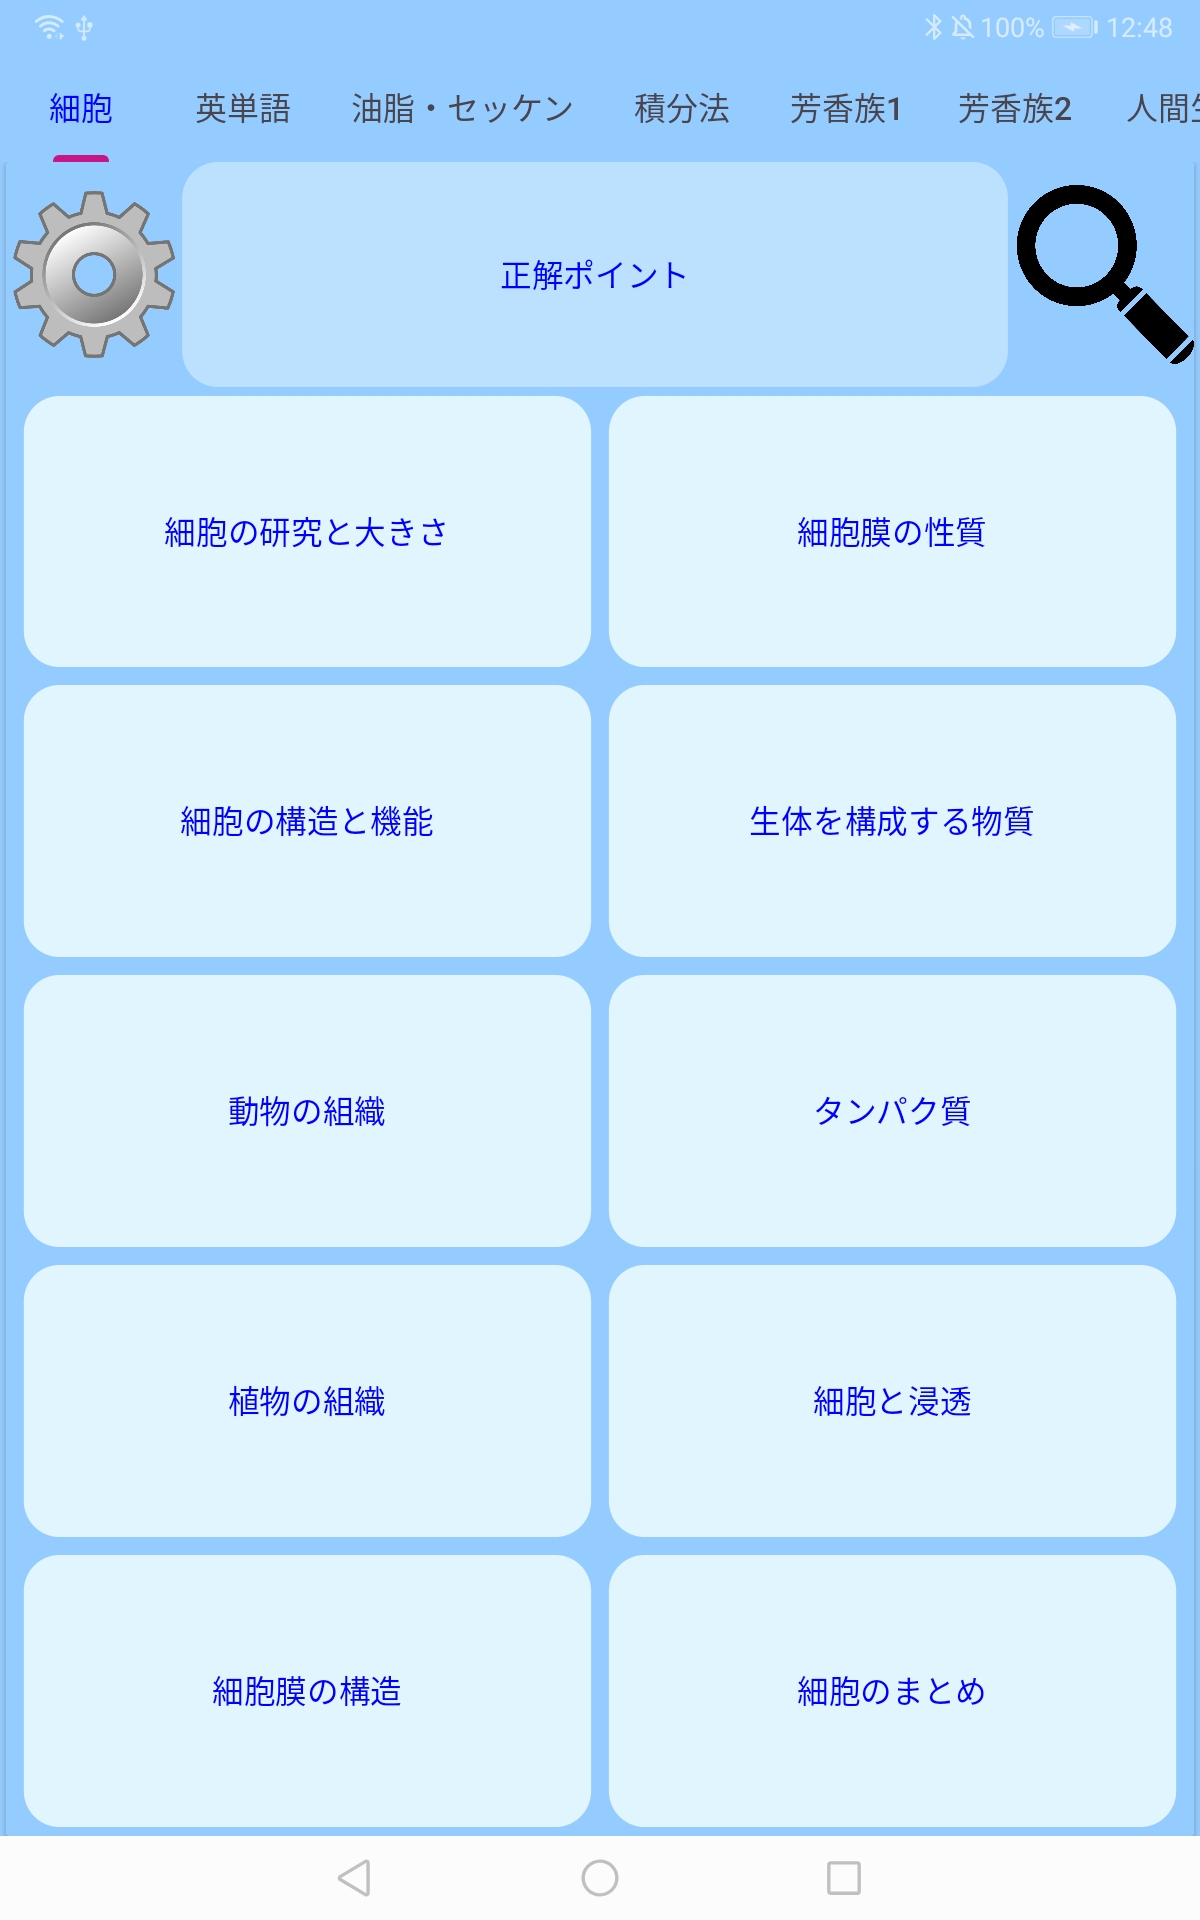 100% 12:48
細胞 英単語 油脂・セッケン 積分法 芳香族1 芳香族2 人間
正解ポイント
細胞の研究と大きさ 細胞膜の性質
細胞の構造と機能 生体を構成する物質
動物の組織 タンパク質
植物の組織 細胞と浸透
細胞膜の構造 細胞のまとめ